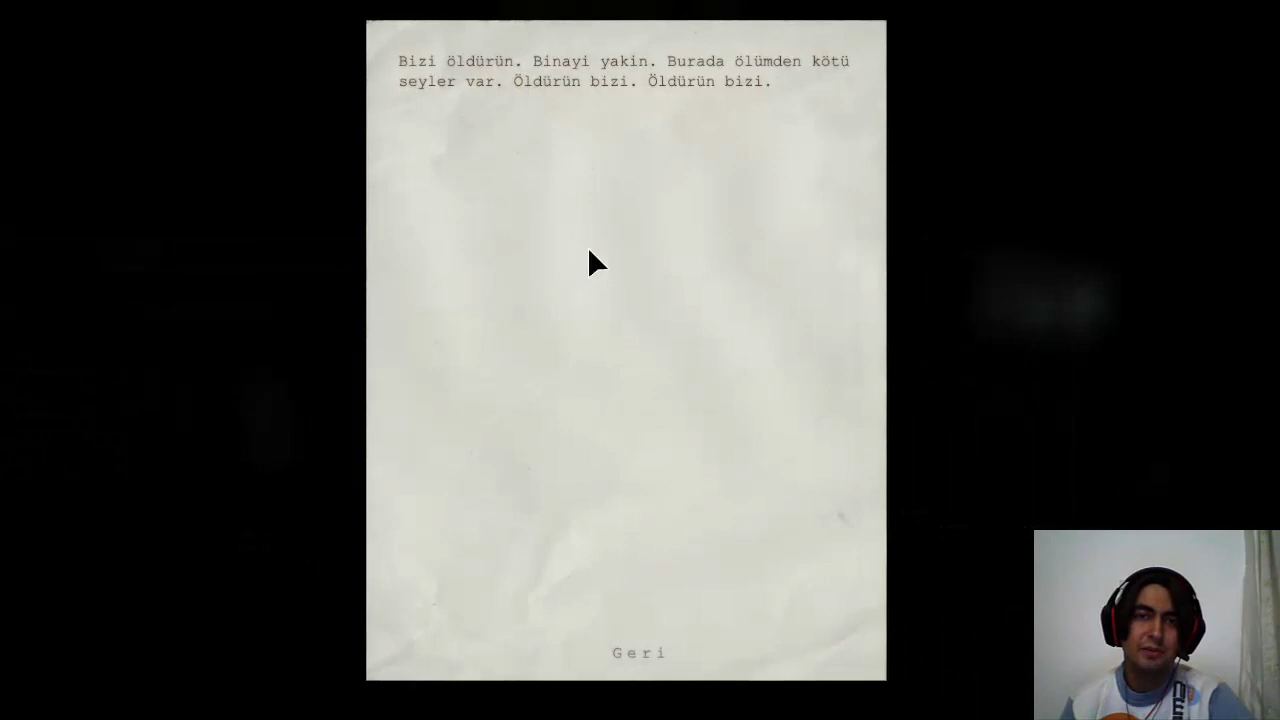 Bizi öldürün. Binayi yakin. Burada ölümden kötü
seyler var. Öldürün bizi. Öldürün bizi.
Geri